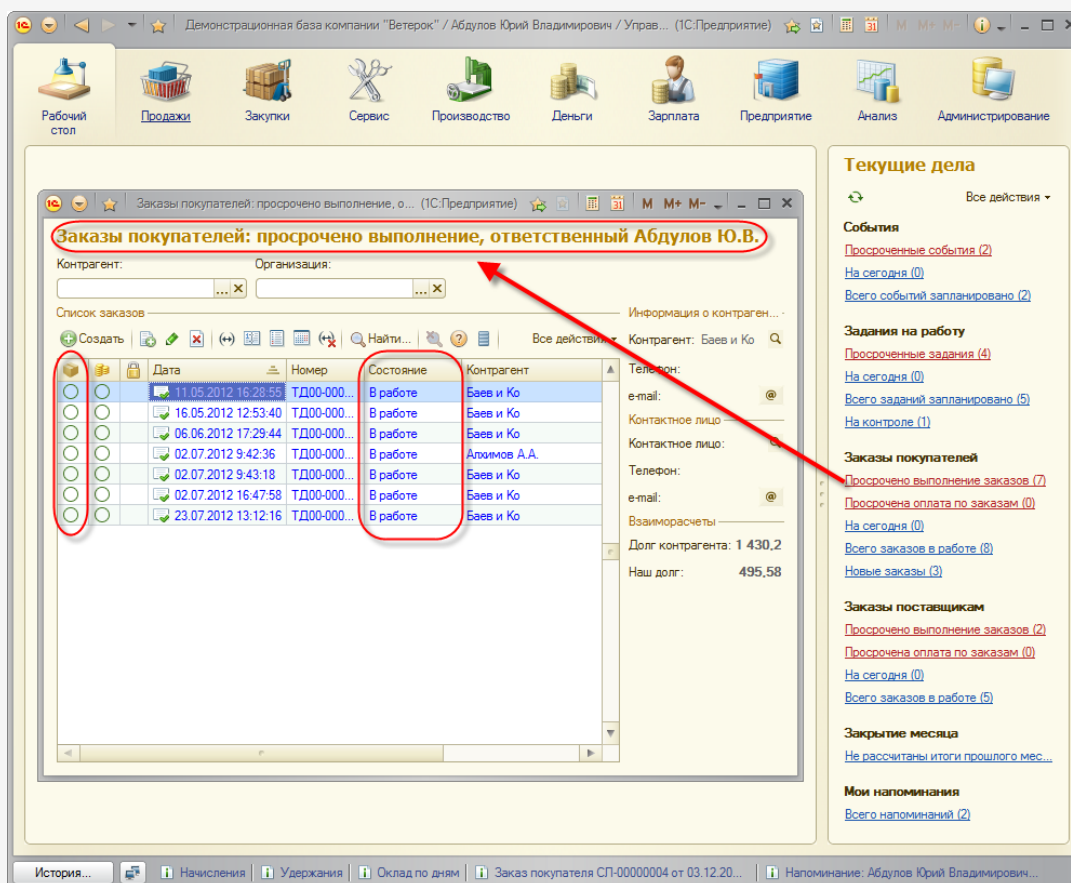 Демонстрационная база компании "Ветерок" / Абдулов Юрий Владимирович / Управ... (1С:Предприятие)
M M+ M-
Рабочий стол
Продажи
Закупки
Сервис
Производство
Деньги
Зарплата
Предприятие
Анализ
Администрирование
Заказы покупателей: просрочено выполнение, о... (1С:Предприятие)
M M+ M-
Заказы покупателей: просрочено выполнение, ответственный Абдулов Ю.В.
Контрагент: Организация:
Список заказов
Создать Найти... Все действия
Дата Номер Состояние Контрагент
11.05.2012 16:28:55 ТД00-000... В работе Баев и Ко
16.05.2012 12:53:40 ТД00-000... В работе Баев и Ко
06.06.2012 17:29:44 ТД00-000... В работе Баев и Ко
02.07.2012 9:42:36 ТД00-000... В работе Алхимов А.А.
02.07.2012 9:43:18 ТД00-000... В работе Баев и Ко
02.07.2012 16:47:58 ТД00-000... В работе Баев и Ко
23.07.2012 13:12:16 ТД00-000... В работе Баев и Ко
Информация о контраген...
Контрагент: Баев и Ко
Телефон:
e-mail: @
Контактное лицо
Контактное лицо:
Телефон:
e-mail: @
Взаиморасчеты
Долг контрагента: 1 430,2
Наш долг: 495,58
Текущие дела
Все действия
События
Просроченные события (2)
На сегодня (0)
Всего событий запланировано (2)
Задания на работу
Просроченные задания (4)
На сегодня (0)
Всего заданий запланировано (5)
На контроле (1)
Заказы покупателей
Просрочено выполнение заказов (7)
Просрочена оплата по заказам (0)
На сегодня (0)
Всего заказов в работе (8)
Новые заказы (3)
Заказы поставщикам
Просрочено выполнение заказов (2)
Просрочена оплата по заказам (0)
На сегодня (0)
Всего заказов в работе (5)
Закрытие месяца
Не рассчитаны итоги прошлого мес...
Мои напоминания
Всего напоминаний (2)
История... Начисления Удержания Оклад по дням Заказ покупателя СЛ-00000004 от 03.12.20... Напоминание: Абдулов Юрий Владимирович...